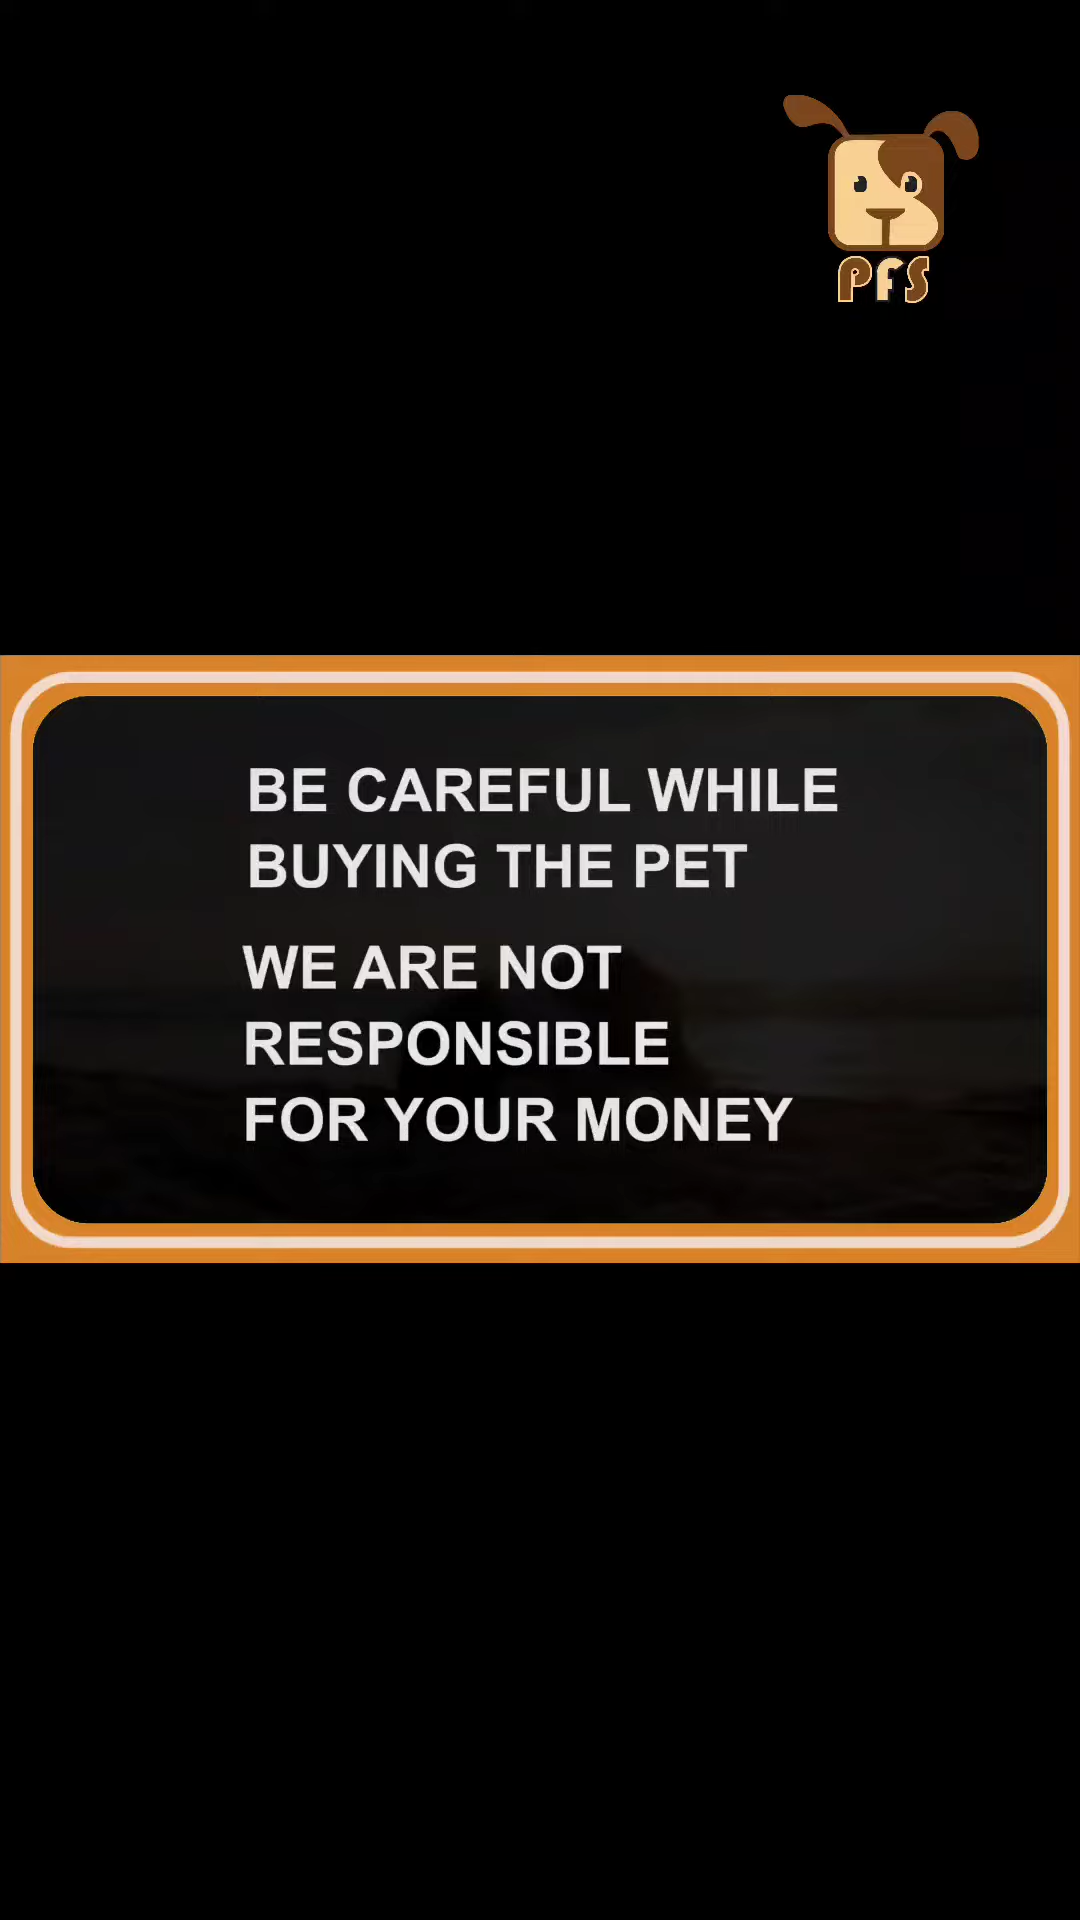 PFS
BE CAREFUL WHILE
BUYING THE PET
WE ARE NOT
RESPONSIBLE
FOR YOUR MONEY